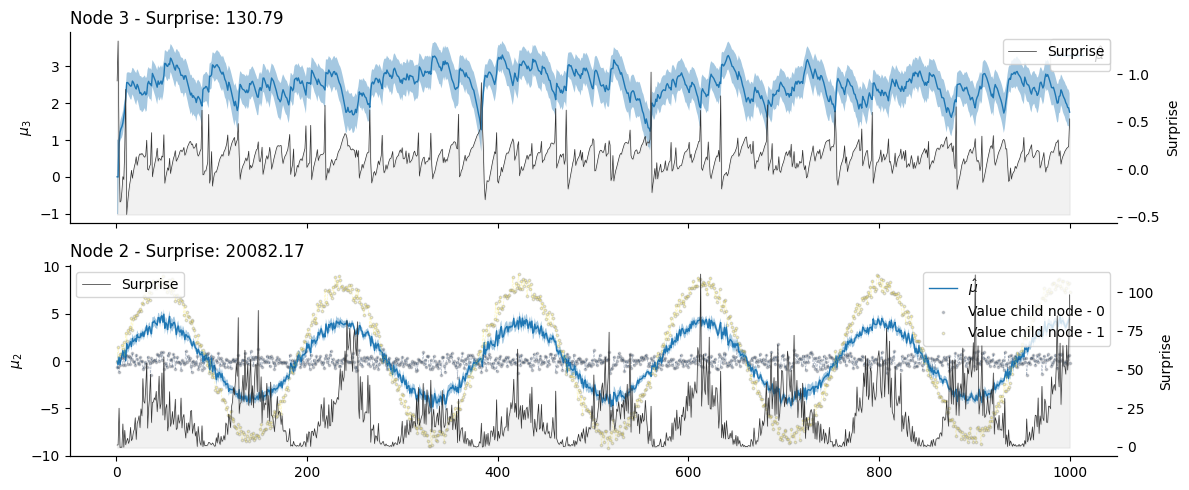 Node 3 - Surprise: 130.79
Surprise
3
2
1
0
−1
μ3
1.0
0.5
0.0
−0.5
Surprise
Node 2 - Surprise: 20082.17
Surprise
μ̂
Value child node - 0
Value child node - 1
10
5
0
−5
−10
μ2
100
75
50
25
0
Surprise
0 200 400 600 800 1000